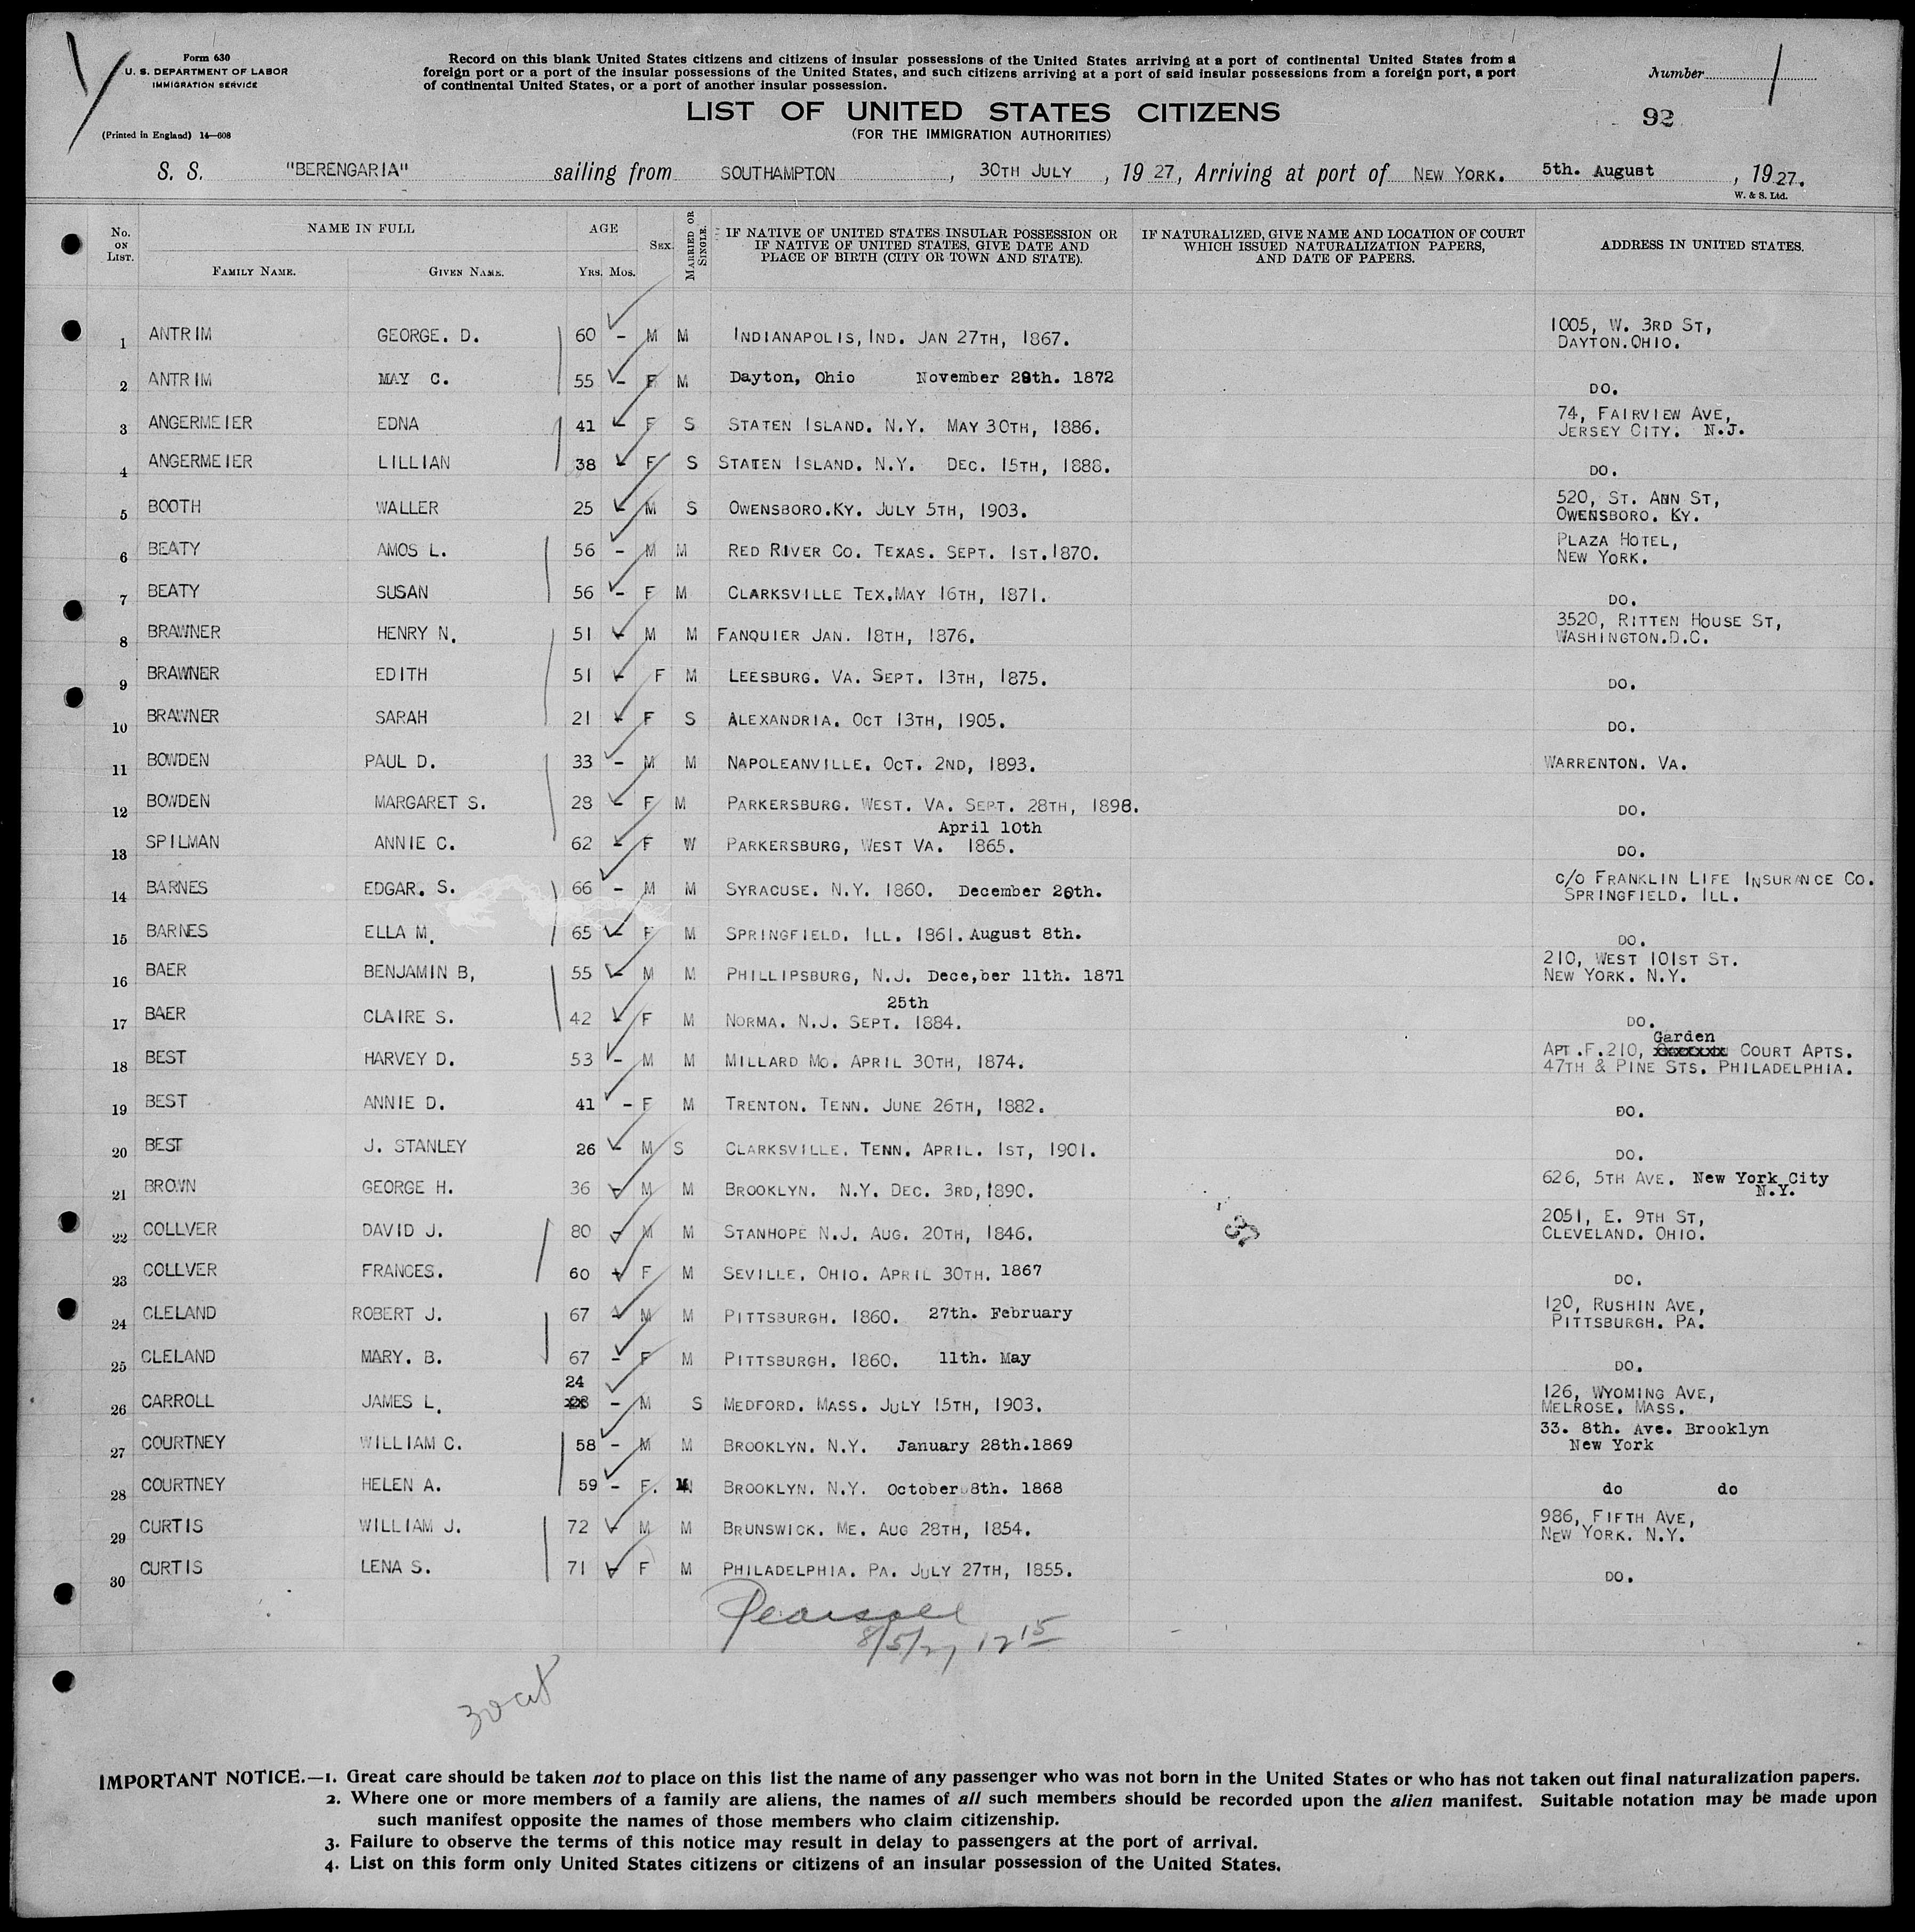 Form 630
U. S. DEPARTMENT OF LABOR
IMMIGRATION SERVICE
(Printed in England) 14—608
Record on this blank United States citizens and citizens of insular possessions of the United States arriving at a port of continental United States from a
foreign port or a port of the insular possessions of the United States, and such citizens arriving at a port of said insular possessions from a foreign port, a port
of continental United States, or a port of another insular possession.
Number 1
92
LIST OF UNITED STATES CITIZENS
(FOR THE IMMIGRATION AUTHORITIES)
S. S. "BERENGARIA" sailing from SOUTHAMPTON, 30TH JULY, 1927, Arriving at port of NEW YORK. 5th. August, 1927.
W. & S. Ltd.
No. ON LIST. NAME IN FULL FAMILY NAME. GIVEN NAME. AGE YRS. MOS. SEX. MARRIED OR SINGLE. IF NATIVE OF UNITED STATES INSULAR POSSESSION OR IF NATIVE OF UNITED STATES, GIVE DATE AND PLACE OF BIRTH (CITY OR TOWN AND STATE). IF NATURALIZED, GIVE NAME AND LOCATION OF COURT WHICH ISSUED NATURALIZATION PAPERS, AND DATE OF PAPERS. ADDRESS IN UNITED STATES.
1 ANTRIM GEORGE. D. 60 – M M INDIANAPOLIS, IND. JAN 27TH, 1867. 1005, W. 3RD ST, DAYTON.OHIO.
2 ANTRIM MAY C. 55 – F M Dayton, Ohio November 29th. 1872 DO.
3 ANGERMEIER EDNA 41 – F S STATEN ISLAND. N.Y. MAY 30TH, 1886. 74, FAIRVIEW AVE, JERSEY CITY. N.J.
4 ANGERMEIER LILLIAN 38 – F S STATEN ISLAND. N.Y. DEC. 15TH, 1888. DO.
5 BOOTH WALLER 25 – M S OWENSBORO.KY. JULY 5TH, 1903. 520, ST. ANN ST, OWENSBORO. KY.
6 BEATY AMOS L. 56 – M M RED RIVER CO. TEXAS. SEPT. 1ST.1870. PLAZA HOTEL, NEW YORK.
7 BEATY SUSAN 56 – F M CLARKSVILLE TEX.MAY 16TH, 1871. DO.
8 BRAWNER HENRY N. 51 – M M FANQUIER JAN. 18TH, 1876. 3520, RITTEN HOUSE ST, WASHINGTON.D.C.
9 BRAWNER EDITH 51 – F M LEESBURG. VA. SEPT. 13TH, 1875. DO.
10 BRAWNER SARAH 21 – F S ALEXANDRIA. OCT 13TH, 1905. DO.
11 BOWDEN PAUL D. 33 – M M NAPOLEANVILLE. OCT. 2ND, 1893. WARRENTON. VA.
12 BOWDEN MARGARET S. 28 – F M PARKERSBURG. WEST. VA. SEPT. 28TH, 1898. DO.
April 10th
13 SPILMAN ANNIE C. 62 – F W PARKERSBURG, WEST VA. 1865. DO.
14 BARNES EDGAR. S. 66 – M M SYRACUSE. N.Y. 1860. December 26th. c/o FRANKLIN LIFE INSURANCE CO. SPRINGFIELD. ILL.
15 BARNES ELLA M. 65 – F M SPRINGFIELD. ILL. 1861. August 8th. DO.
16 BAER BENJAMIN B, 55 – M M PHILLIPSBURG, N.J. Dece,ber 11th. 1871 210, WEST 101ST ST. NEW YORK. N.Y.
25th
17 BAER CLAIRE S. 42 – F M NORMA. N.J. SEPT. 1884. DO.
Garden
18 BEST HARVEY D. 53 – M M MILLARD MO. APRIL 30TH, 1874. APT.F.210, xxxxxxx COURT APTS. 47TH & PINE STS. PHILADELPHIA.
19 BEST ANNIE D. 41 – F M TRENTON. TENN. JUNE 26TH, 1882. DO.
20 BEST J. STANLEY 26 – M S CLARKSVILLE. TENN. APRIL. 1ST, 1901. DO.
21 BROWN GEORGE H. 36 – M M BROOKLYN. N.Y. DEC. 3RD, 1890. 626, 5TH AVE. New York City N.Y.
22 COLLVER DAVID J. 80 – M M STANHOPE N.J. AUG. 20TH, 1846. 2051, E. 9TH ST, CLEVELAND. OHIO.
23 COLLVER FRANCES. 60 – F M SEVILLE. OHIO. APRIL 30TH. 1867 DO.
24 CLELAND ROBERT J. 67 – M M PITTSBURGH. 1860. 27th. February 120, RUSHIN AVE, PITTSBURGH. PA.
25 CLELAND MARY. B. 67 – F M PITTSBURGH. 1860. 11th. May DO.
24
26 CARROLL JAMES L. – M S MEDFORD. MASS. JULY 15TH, 1903. 126, WYOMING AVE, MELROSE. MASS.
27 COURTNEY WILLIAM C. 58 – M M BROOKLYN. N.Y. January 28th.1869 33. 8th. Ave. Brooklyn New York
28 COURTNEY HELEN A. 59 – F. M BROOKLYN. N.Y. October 8th. 1868 do do
29 CURTIS WILLIAM J. 72 – M M BRUNSWICK. ME. AUG 28TH, 1854. 986, FIFTH AVE, NEW YORK. N.Y.
30 CURTIS LENA S. 71 – F M PHILADELPHIA. PA. JULY 27TH, 1855. DO.
Pearsall
8/5/27 12 15
30 cit
IMPORTANT NOTICE.—1. Great care should be taken not to place on this list the name of any passenger who was not born in the United States or who has not taken out final naturalization papers.
2. Where one or more members of a family are aliens, the names of all such members should be recorded upon the alien manifest. Suitable notation may be made upon
such manifest opposite the names of those members who claim citizenship.
3. Failure to observe the terms of this notice may result in delay to passengers at the port of arrival.
4. List on this form only United States citizens or citizens of an insular possession of the United States.